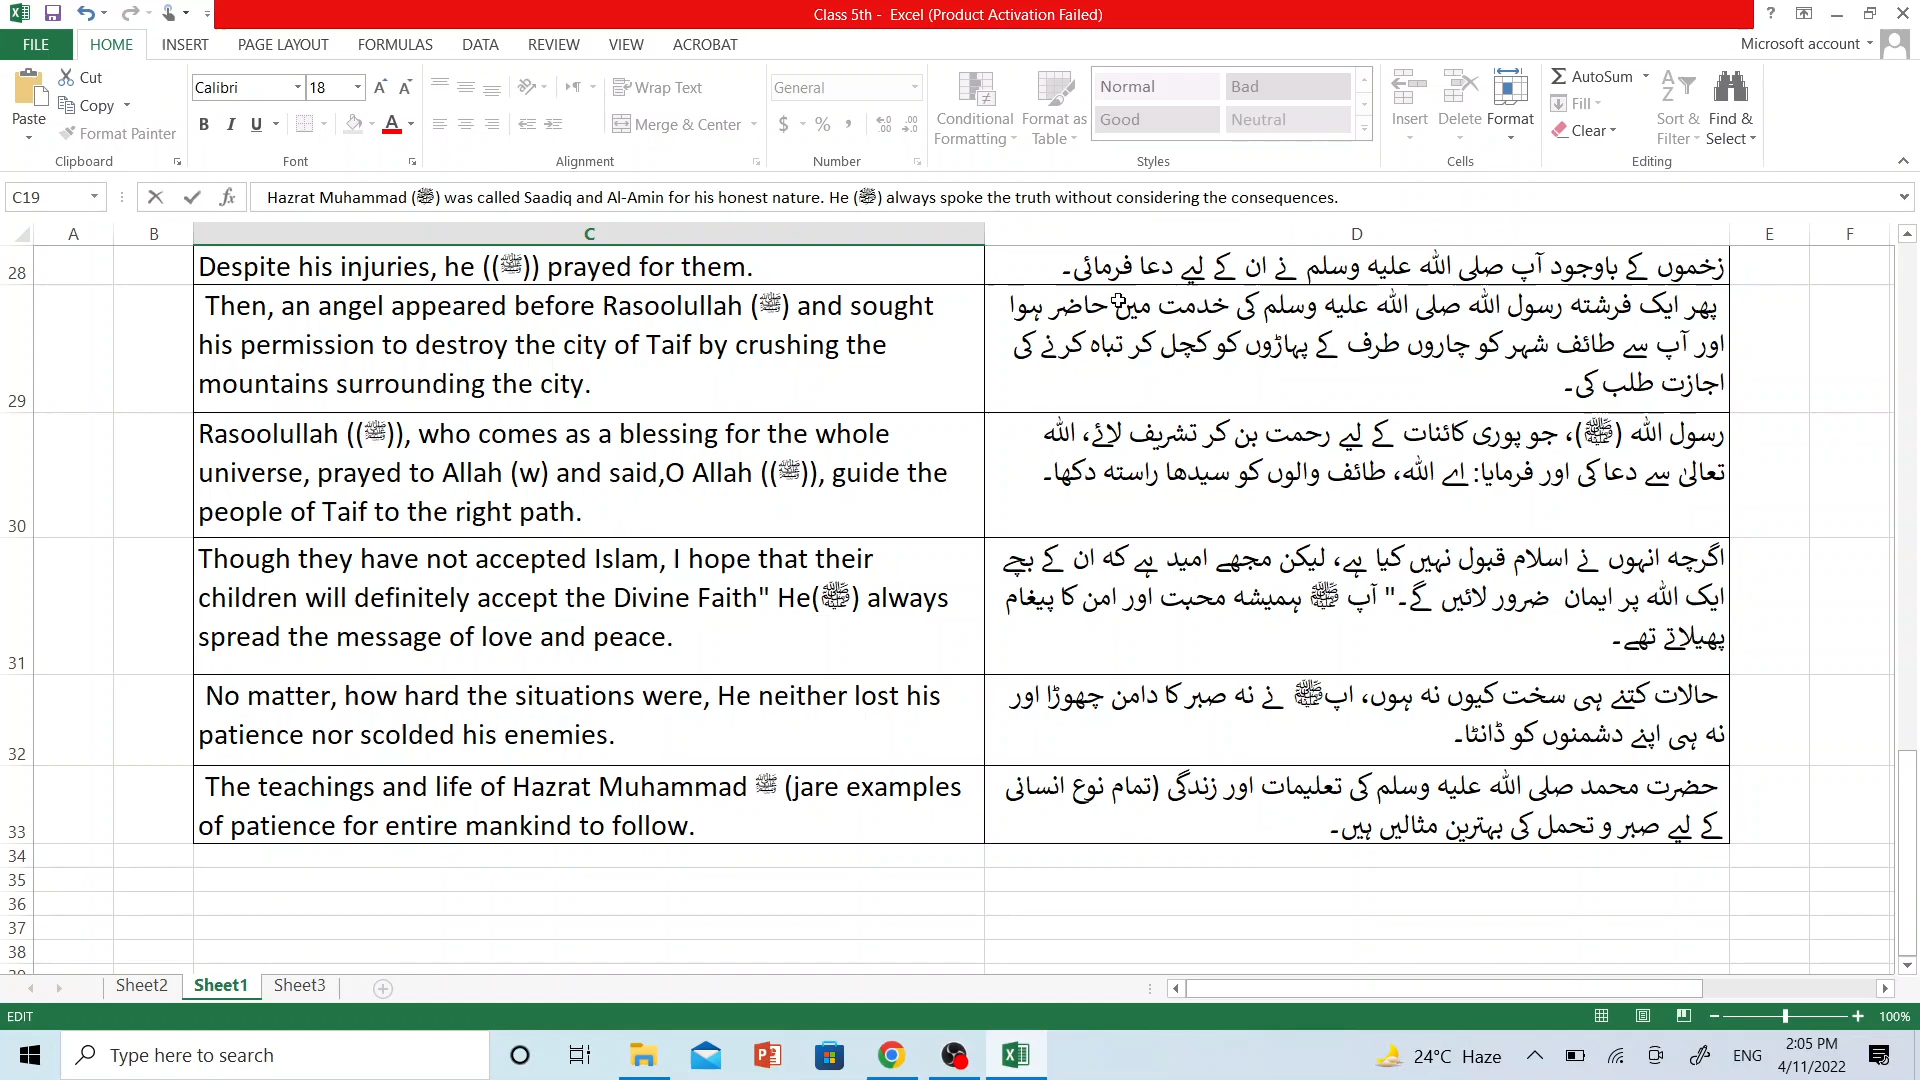 Class 5th - Excel (Product Activation Failed)
FILE HOME INSERT PAGE LAYOUT FORMULAS DATA REVIEW VIEW ACROBAT Microsoft account
Paste Cut Copy Format Painter Clipboard
Calibri 18 B I U Font
Wrap Text Merge & Center Alignment
General $ % Number
Conditional Formatting Format as Table Normal Bad Good Neutral Styles
Insert Delete Format Cells
AutoSum Fill Clear Sort & Filter Find & Select Editing
C19 fx Hazrat Muhammad (ﷺ) was called Saadiq and Al-Amin for his honest nature. He (ﷺ) always spoke the truth without considering the consequences.
A B C D E F
28
Despite his injuries, he ((ﷺ)) prayed for them.
زخموں کے باوجود آپ صلی اللہ علیہ وسلم نے ان کے لیے دعا فرمائی۔
29
Then, an angel appeared before Rasoolullah (ﷺ) and sought
his permission to destroy the city of Taif by crushing the
mountains surrounding the city.
پھر ایک فرشتہ رسول اللہ صلی اللہ علیہ وسلم کی خدمت میں حاضر ہوا
اور آپ سے طائف شہر کو چاروں طرف کے پہاڑوں کو کچل کر تباہ کرنے کی
اجازت طلب کی۔
30
Rasoolullah ((ﷺ)), who comes as a blessing for the whole
universe, prayed to Allah (w) and said,O Allah ((ﷺ)), guide the
people of Taif to the right path.
رسول اللہ (ﷺ)، جو پوری کائنات کے لیے رحمت بن کر تشریف لائے، اللہ
تعالیٰ سے دعا کی اور فرمایا: اے اللہ، طائف والوں کو سیدھا راستہ دکھا۔
31
Though they have not accepted Islam, I hope that their
children will definitely accept the Divine Faith" He(ﷺ) always
spread the message of love and peace.
اگرچہ انہوں نے اسلام قبول نہیں کیا ہے، لیکن مجھے امید ہے کہ ان کے بچے
ایک اللہ پر ایمان ضرور لائیں گے۔" آپ ﷺ ہمیشہ محبت اور امن کا پیغام
پھیلاتے تھے۔
32
No matter, how hard the situations were, He neither lost his
patience nor scolded his enemies.
حالات کتنے ہی سخت کیوں نہ ہوں، اپﷺ نے نہ صبر کا دامن چھوڑا اور
نہ ہی اپنے دشمنوں کو ڈانٹا۔
33
The teachings and life of Hazrat Muhammad ﷺ (jare examples
of patience for entire mankind to follow.
حضرت محمد صلی اللہ علیہ وسلم کی تعلیمات اور زندگی (تمام نوع انسانی
کے لیے صبر و تحمل کی بہترین مثالیں ہیں۔
34
35
36
37
38
Sheet2 Sheet1 Sheet3
EDIT 100%
Type here to search 24°C Haze ENG 2:05 PM
4/11/2022